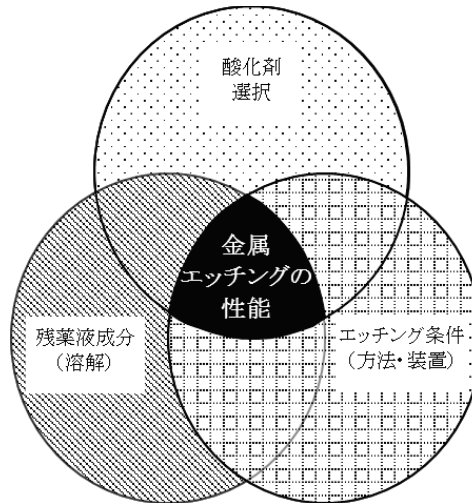 酸化剤
選択
金属
エッチングの
性能
残薬液成分
（溶解）
エッチング条件
（方法・装置）